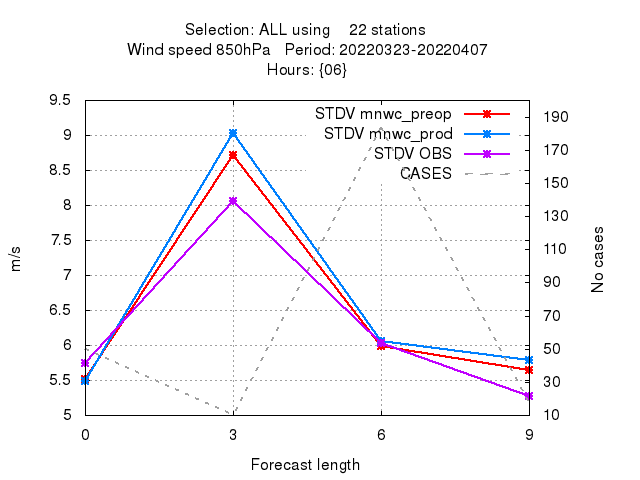 Selection: ALL using    22 stations
Wind speed 850hPa   Period: 20220323-20220407
Hours: {06}
9.5
9
8.5
8
7.5
7
6.5
6
5.5
5
m/s
STDV mnwc_preop
STDV mnwc_prod
STDV OBS
CASES
190
170
150
130
110
90
70
50
30
10
No cases
0 3 6 9
Forecast length